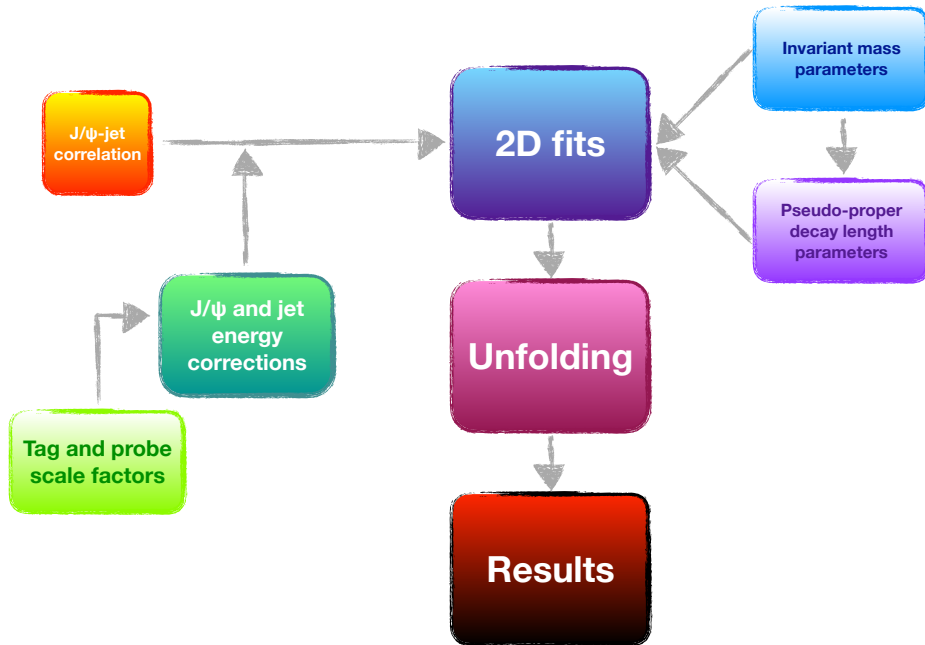 Invariant mass
parameters
J/ψ-jet
correlation
2D fits
Pseudo-proper
decay length
parameters
J/ψ and jet
energy
corrections
Unfolding
Tag and probe
scale factors
Results